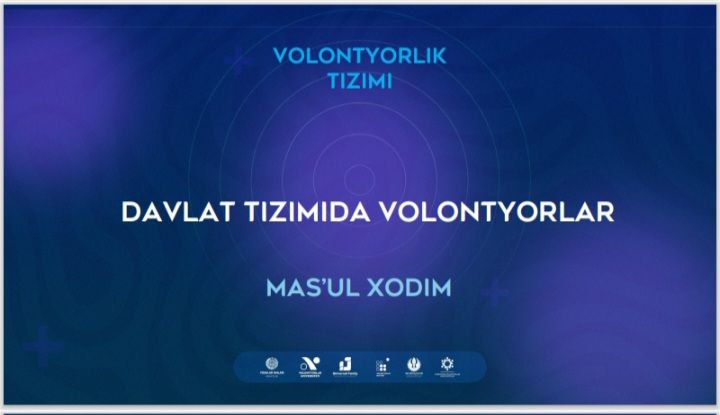 VOLONTYORLIK
TIZIMI
DAVLAT TIZIMIDA VOLONTYORLAR
MAS'UL XODIM